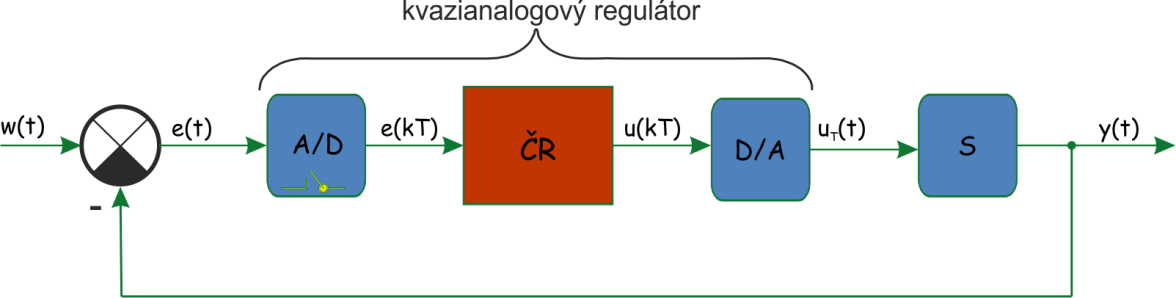 kvazianalogový regulátor
w(t)
e(t)
A/D
e(kT)
ČR
u(kT)
D/A
uT(t)
S
y(t)
-